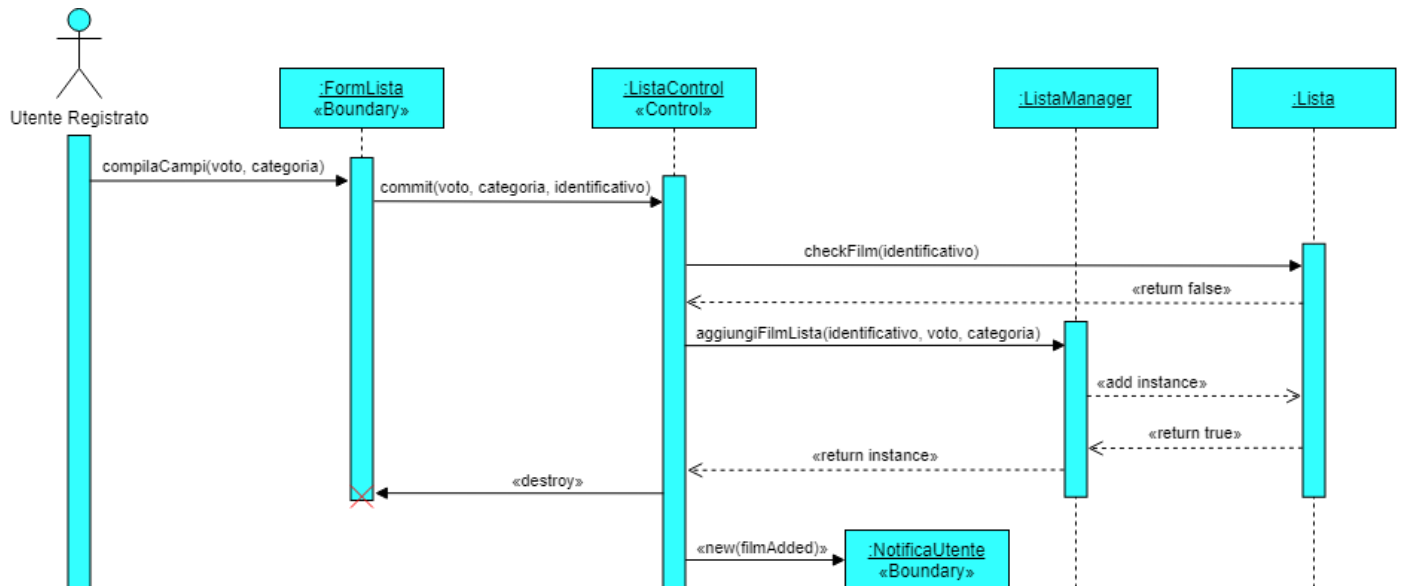 :FormLista
«Boundary»
:ListaControl
«Control»
:ListaManager
:Lista
Utente Registrato
compilaCampi(voto, categoria)
commit(voto, categoria, identificativo)
checkFilm(identificativo)
«return false»
aggiungiFilmLista(identificativo, voto, categoria)
«add instance»
«return true»
«return instance»
«destroy»
«new(filmAdded)»
:NotificaUtente
«Boundary»